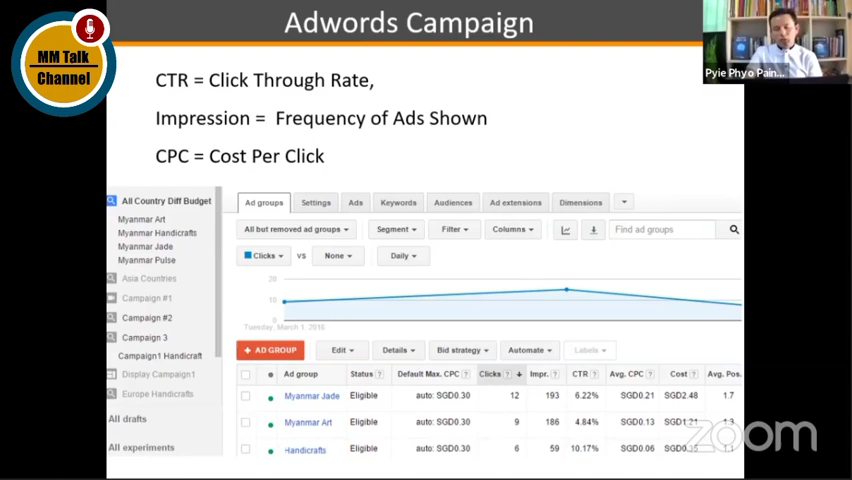 Adwords Campaign
MM Talk
Channel
Pyie Phyo Pain...
CTR = Click Through Rate,
Impression = Frequency of Ads Shown
CPC = Cost Per Click
All Country Diff Budget
Myanmar Art
Myanmar Handicrafts
Myanmar Jade
Myanmar Pulse
Asia Countries
Campaign #1
Campaign #2
Campaign 3
Campaign1 Handicraft
Display Campaign1
Europe Handicrafts
All drafts
All experiments
Ad groups Settings Ads Keywords Audiences Ad extensions Dimensions
All but removed ad groups Segment Filter Columns Find ad groups
Clicks vs None Daily
20
10
0
Tuesday, March 1, 2016
+ AD GROUP Edit Details Bid strategy Automate Labels
Ad group Status ? Default Max. CPC ? Clicks ? Impr. ? CTR ? Avg. CPC ? Cost ? Avg. Pos.
Myanmar Jade Eligible auto: SGD0.30 12 193 6.22% SGD0.21 SGD2.48 1.7
Myanmar Art Eligible auto: SGD0.30 9 186 4.84% SGD0.13
Handicrafts Eligible auto: SGD0.30 6 59 10.17% SGD0.06
zoom